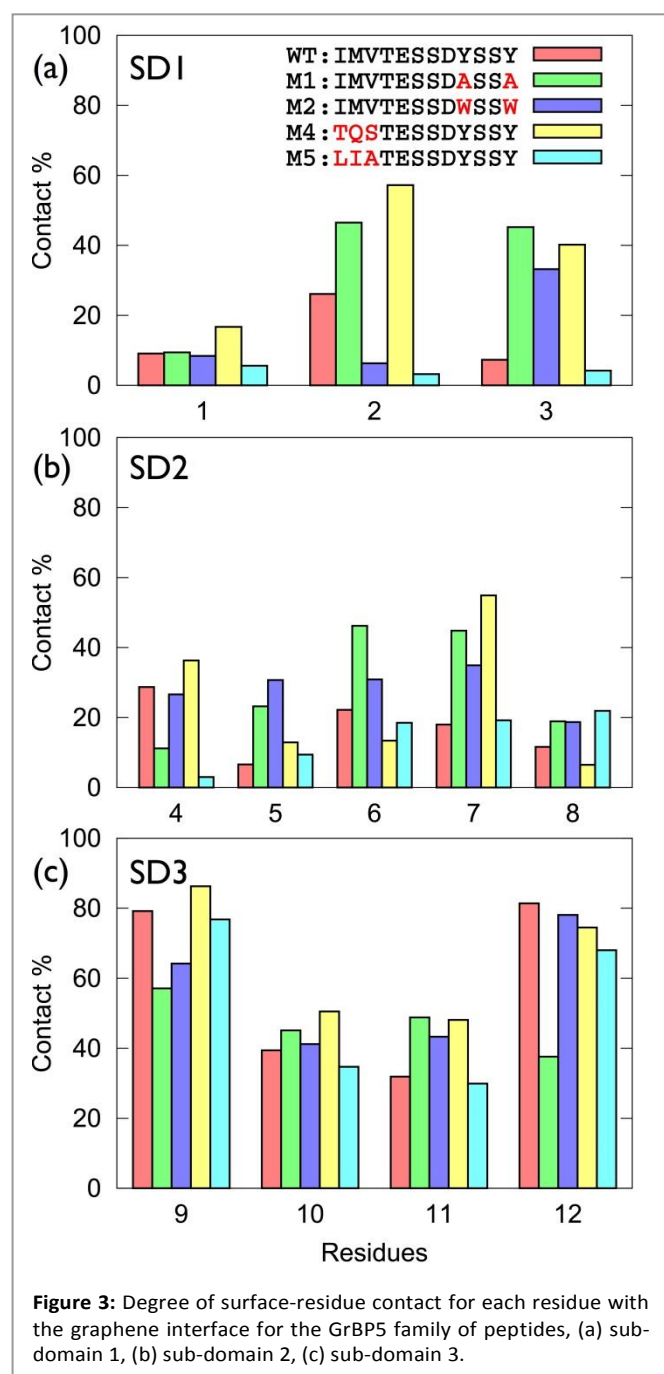 (a)
SD1
WT:IMVTESSDYSSY
M1:IMVTESSDASSA
M2:IMVTESSDWSSW
M4:TQSTESSDYSSY
M5:LIATESSDYSSY
100
80
60
40
20
0
Contact %
1 2 3
(b)
SD2
100
80
60
40
20
0
Contact %
4 5 6 7 8
(c)
SD3
100
80
60
40
20
0
Contact %
9 10 11 12
Residues
Figure 3: Degree of surface-residue contact for each residue with
the graphene interface for the GrBP5 family of peptides, (a) sub-
domain 1, (b) sub-domain 2, (c) sub-domain 3.